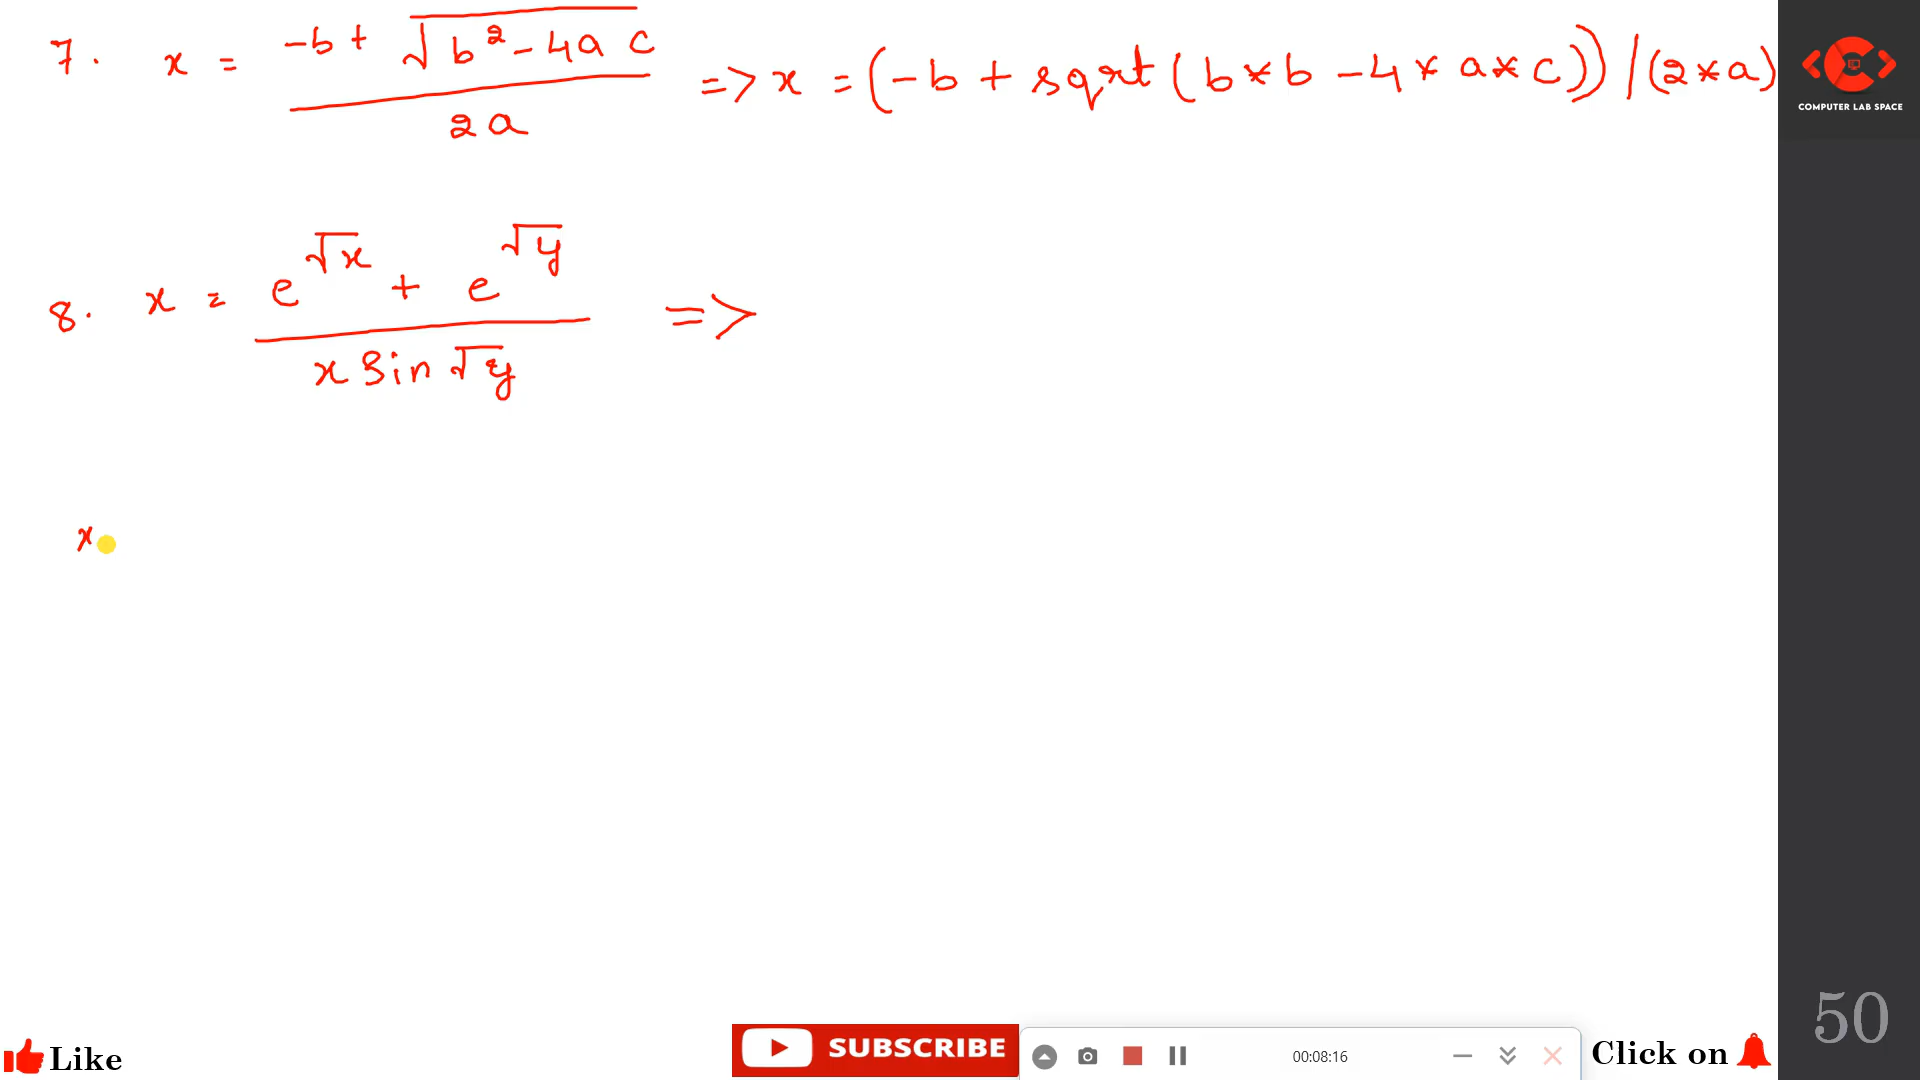 7. x = -b + √b² - 4ac / 2a => x = (-b + sqrt(b*b - 4*a*c))/(2*a)
COMPUTER LAB SPACE
8. x = e^√x + e^√y / x sin √y =>
x
50
Like
SUBSCRIBE
00:08:16
Click on